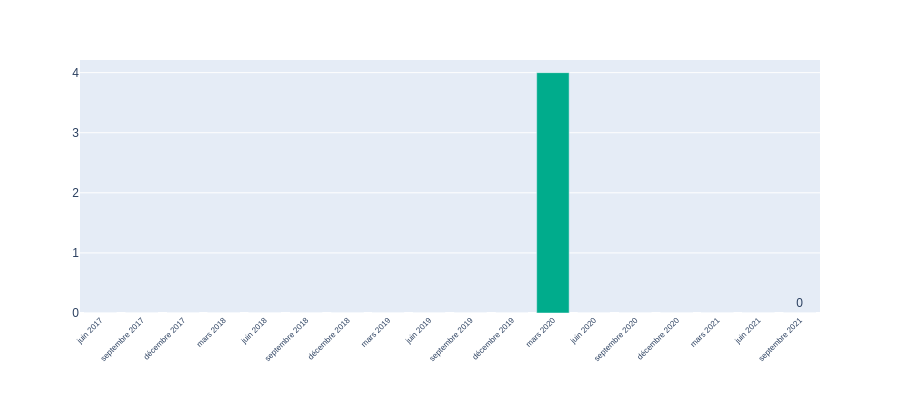 4
3
2
1
0
0
juin 2017
septembre 2017
décembre 2017
mars 2018
juin 2018
septembre 2018
décembre 2018
mars 2019
juin 2019
septembre 2019
décembre 2019
mars 2020
juin 2020
septembre 2020
décembre 2020
mars 2021
juin 2021
septembre 2021